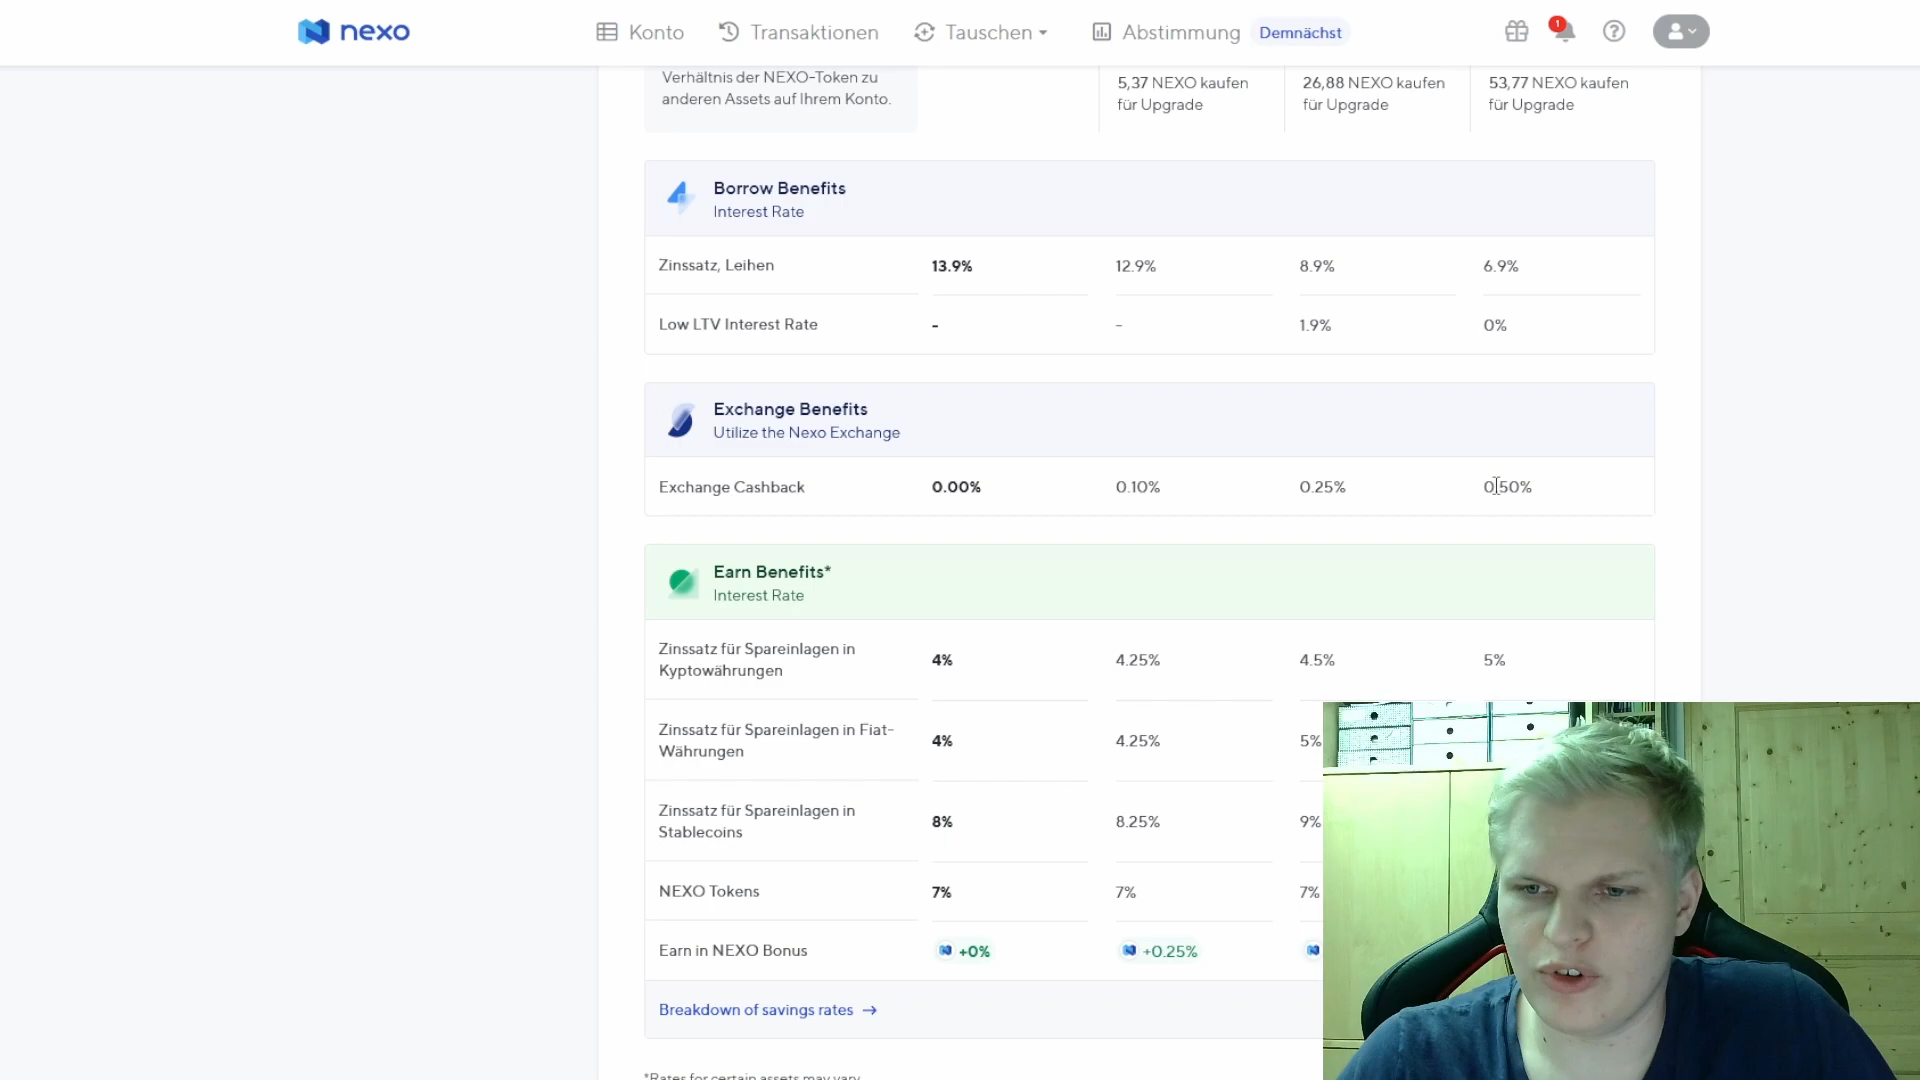 nexo
Konto
Transaktionen
Tauschen
Abstimmung
Demnächst
1
Verhältnis der NEXO-Token zu
anderen Assets auf Ihrem Konto.
5,37 NEXO kaufen
für Upgrade
26,88 NEXO kaufen
für Upgrade
53,77 NEXO kaufen
für Upgrade
Borrow Benefits
Interest Rate
Zinssatz, Leihen 13.9% 12.9% 8.9% 6.9%
Low LTV Interest Rate - - 1.9% 0%
Exchange Benefits
Utilize the Nexo Exchange
Exchange Cashback 0.00% 0.10% 0.25% 0.50%
Earn Benefits*
Interest Rate
Zinssatz für Spareinlagen in
Kyptowährungen
4% 4.25% 4.5% 5%
Zinssatz für Spareinlagen in Fiat-
Währungen
4% 4.25% 5%
Zinssatz für Spareinlagen in
Stablecoins
8% 8.25% 9%
NEXO Tokens 7% 7% 7%
Earn in NEXO Bonus +0% +0.25%
Breakdown of savings rates →
*Rates for certain assets may vary